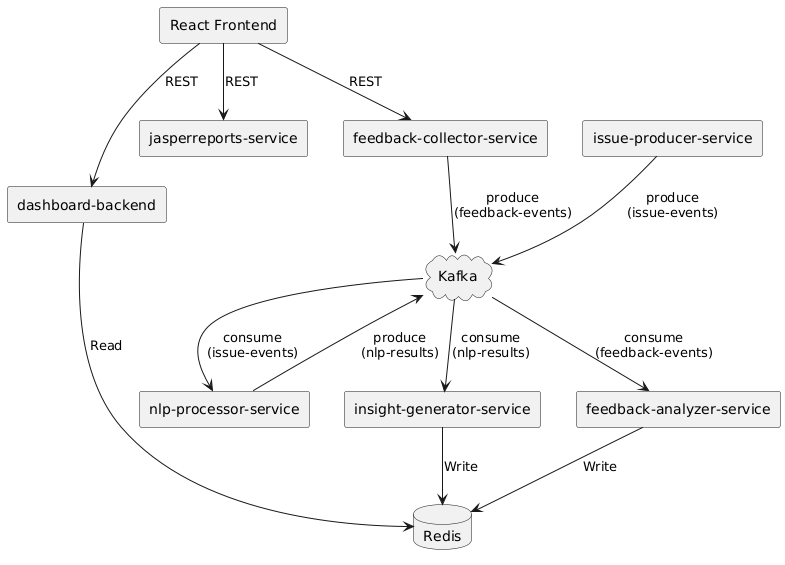 React Frontend
REST
REST
REST
jasperreports-service
feedback-collector-service
issue-producer-service
dashboard-backend
produce
(feedback-events)
produce
(issue-events)
Kafka
Read
consume
(issue-events)
produce
(nlp-results)
consume
(nlp-results)
consume
(feedback-events)
nlp-processor-service
insight-generator-service
feedback-analyzer-service
Write
Write
Redis